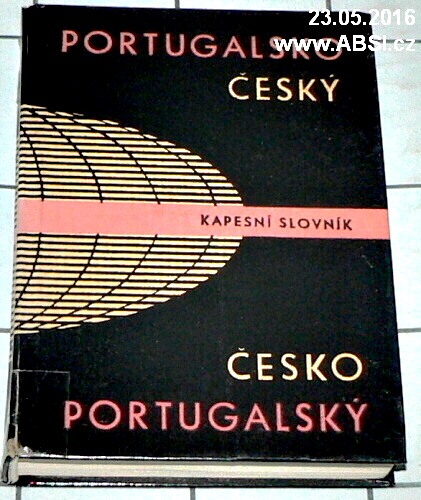 23.05.2016
www.ABSI.cz
PORTUGALSKO
ČESKÝ
KAPESNÍ SLOVNÍK
ČESKO
PORTUGALSKÝ